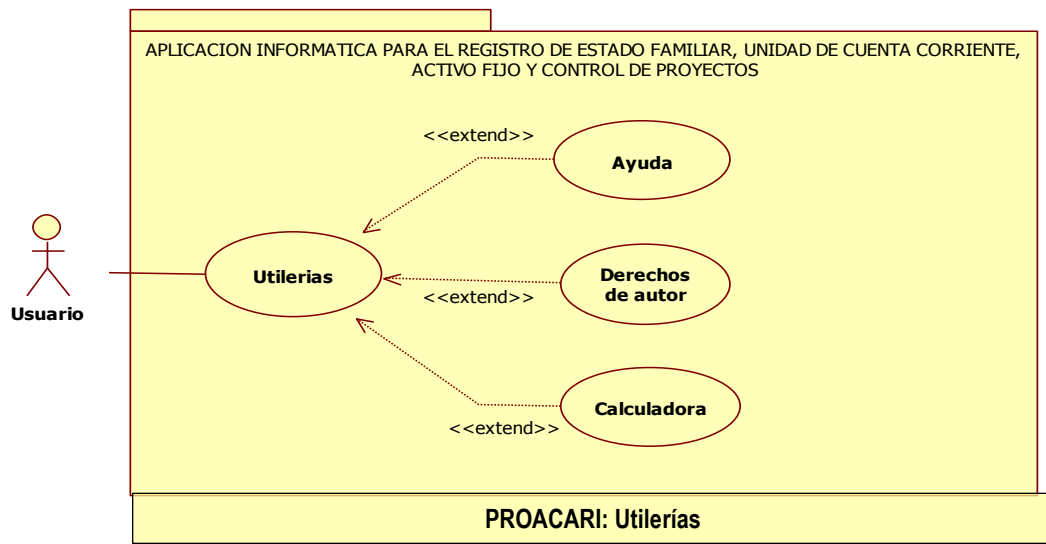 APLICACION INFORMATICA PARA EL REGISTRO DE ESTADO FAMILIAR, UNIDAD DE CUENTA CORRIENTE,
ACTIVO FIJO Y CONTROL DE PROYECTOS
<<extend>>
Ayuda
Utilerias
Derechos
de autor
<<extend>>
Usuario
Calculadora
<<extend>>
PROACARI: Utilerías